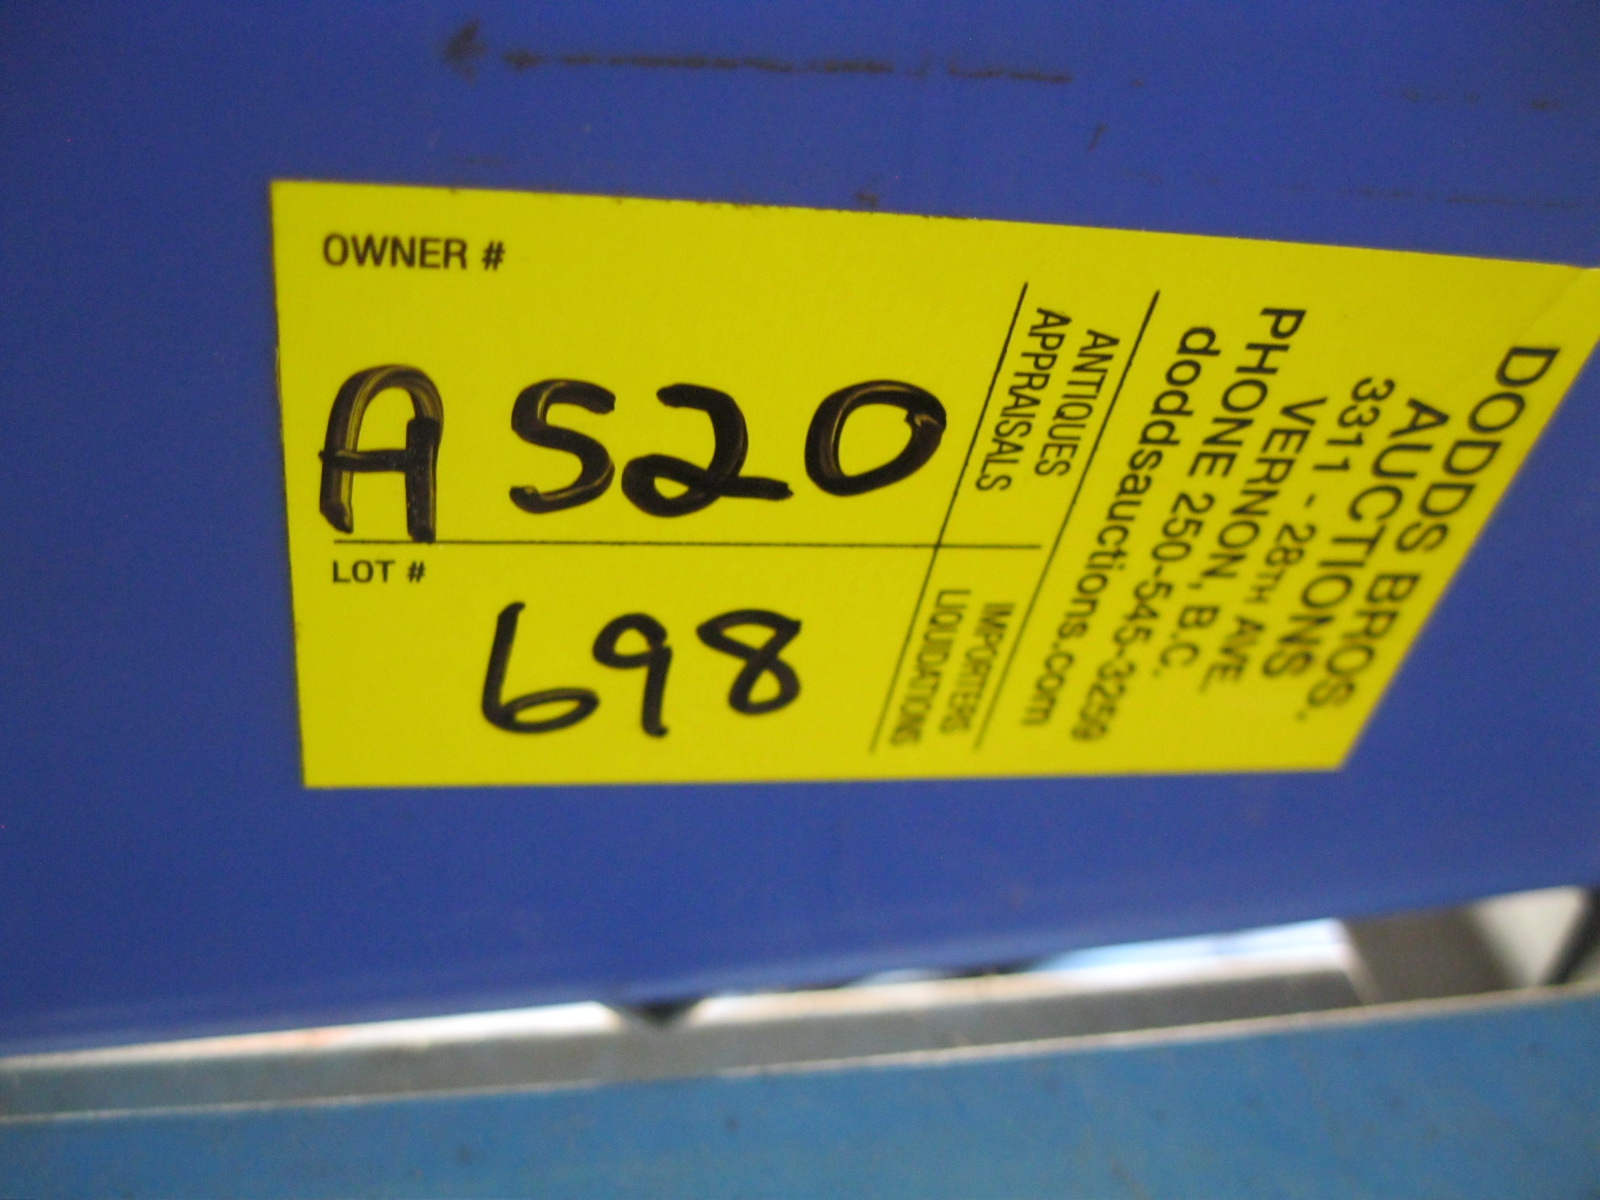 OWNER #
A S20
LOT #
698
DODDS BROS.
AUCTIONS
3311 - 28TH AVE.
VERNON, B.C.
PHONE 250-545-3259
doddsauctions.com
ANTIQUES
APPRAISALS
IMPORTERS
LIQUIDATIONS